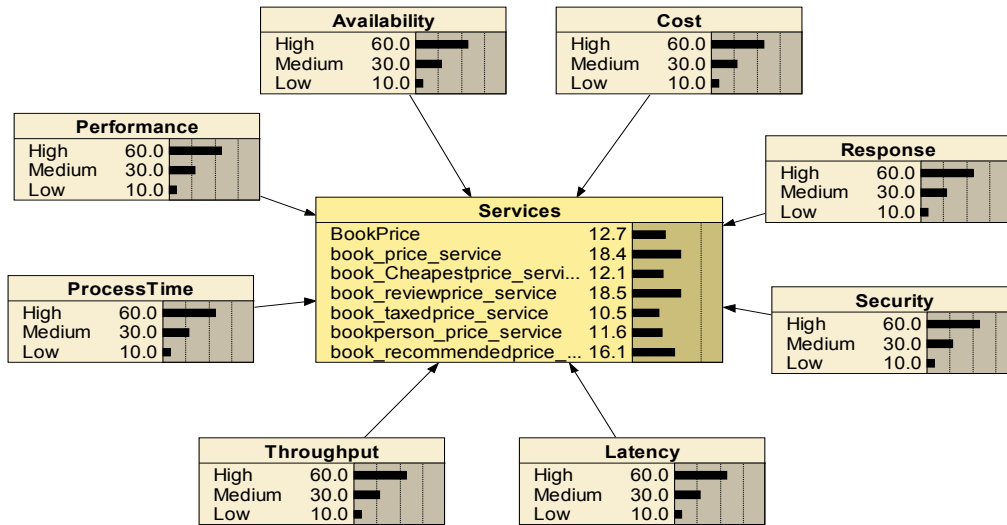 Availability
High 60.0
Medium 30.0
Low 10.0
Cost
High 60.0
Medium 30.0
Low 10.0
Performance
High 60.0
Medium 30.0
Low 10.0
Response
High 60.0
Medium 30.0
Low 10.0
Services
BookPrice 12.7
book_price_service 18.4
book_Cheapestprice_servi... 12.1
book_reviewprice_service 18.5
book_taxedprice_service 10.5
bookperson_price_service 11.6
book_recommendedprice_... 16.1
ProcessTime
High 60.0
Medium 30.0
Low 10.0
Security
High 60.0
Medium 30.0
Low 10.0
Throughput
High 60.0
Medium 30.0
Low 10.0
Latency
High 60.0
Medium 30.0
Low 10.0